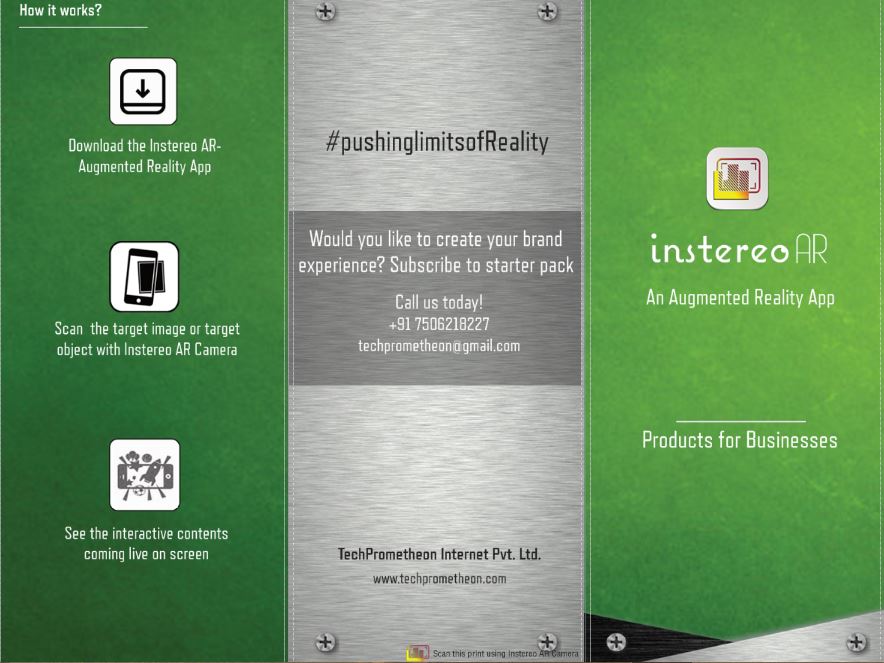 How it works?
Download the Instereo AR-
Augmented Reality App
Scan the target image or target
object with Instereo AR Camera
See the interactive contents
coming live on screen
#pushinglimitsofReality
Would you like to create your brand
experience? Subscribe to starter pack
Call us today!
+91 7506218227
techprometheon@gmail.com
TechPrometheon Internet Pvt. Ltd.
www.techprometheon.com
Scan this print using Instereo AR Camera
instereo AR
An Augmented Reality App
Products for Businesses